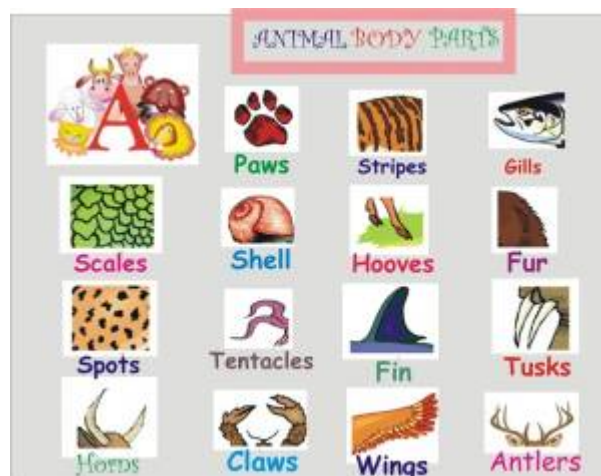 ANIMAL BODY PARTS
A
Paws
Stripes
Gills
Scales
Shell
Hooves
Fur
Spots
Tentacles
Fin
Tusks
Horns
Claws
Wings
Antlers